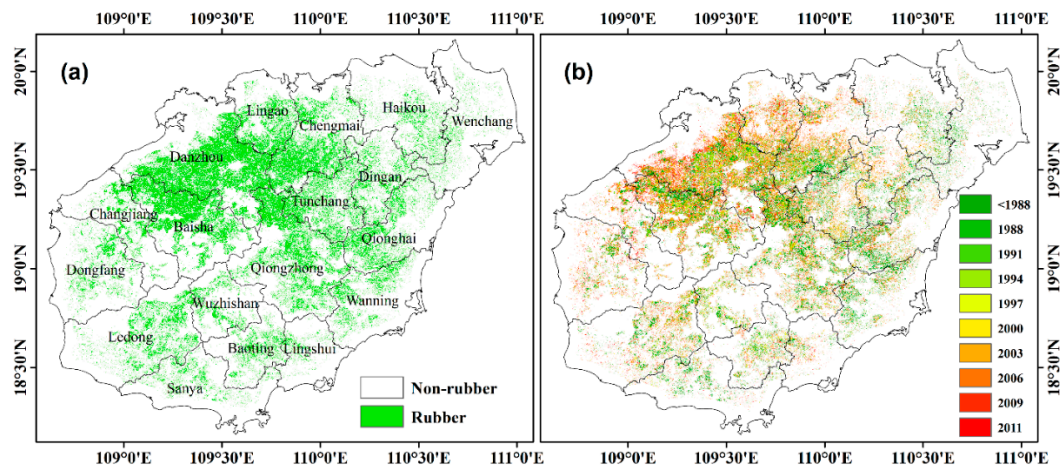 109°0'E 109°30'E 110°0'E 110°30'E 111°0'E 109°0'E 109°30'E 110°0'E 110°30'E 111°0'E
(a)
20°0'N
19°30'N
19°0'N
18°30'N
Lingao
Haikou
Chengmai
Wenchang
Danzhou
Dingan
Changjiang
Tunchang
Baisha
Qionghai
Dongfang
Qiongzhong
Wuzhishan
Wanning
Ledong
Baoting
Lingshui
Sanya
Non-rubber
Rubber
(b)
<1988
1988
1991
1994
1997
2000
2003
2006
2009
2011
20°0'N
19°30'N
19°0'N
18°30'N
109°0'E 109°30'E 110°0'E 110°30'E 111°0'E 109°0'E 109°30'E 110°0'E 110°30'E 111°0'E